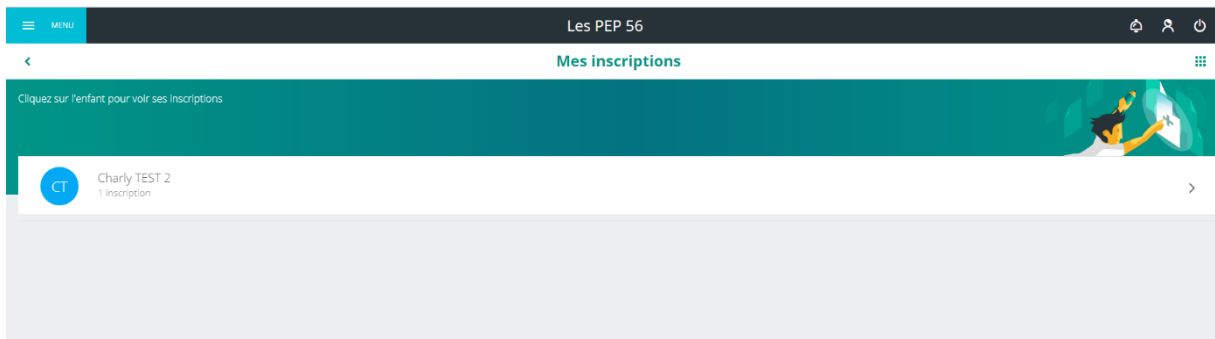 MENU
Les PEP 56
Mes inscriptions
Cliquez sur l'enfant pour voir ses inscriptions
CT
Charly TEST 2
1 inscription